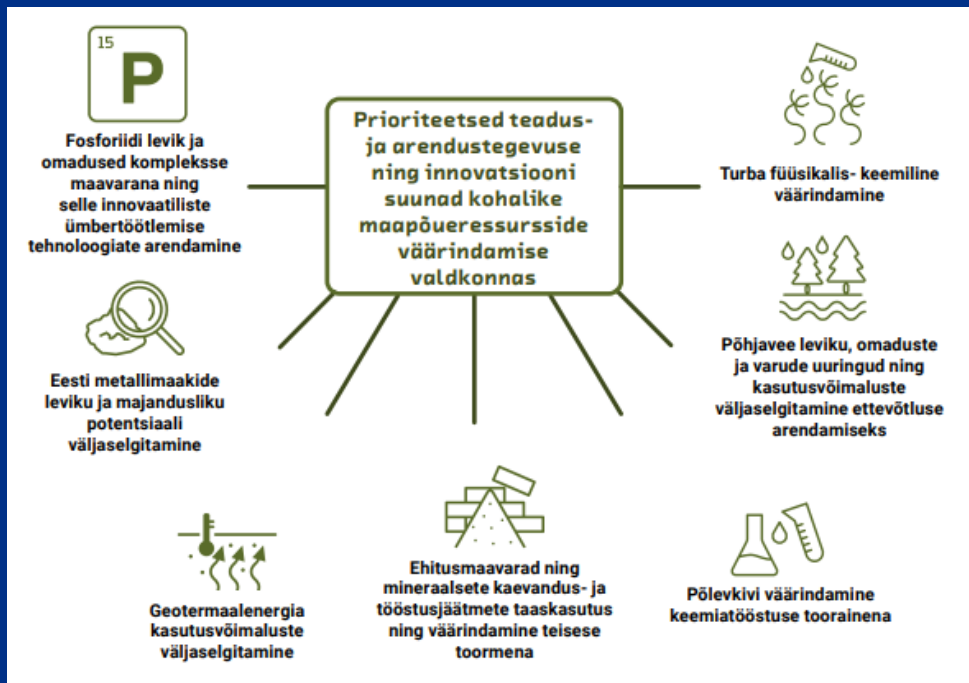 15
P
Fosforiidi levik ja
omadused kompleksse
maavarana ning
selle innovaatiliste
ümbertöötlemise
tehnoloogiate arendamine
Prioriteetsed teadus-
ja arendustegevuse
ning innovatsiooni
suunad kohalike
maapõueressursside
väärindamise
valdkonnas
Turba füüsikalis- keemiline
väärindamine
Eesti metallimaakide
leviku ja majandusliku
potentsiaali
väljaselgitamine
Põhjavee leviku, omaduste
ja varude uuringud ning
kasutusvõimaluste
väljaselgitamine ettevõtluse
arendamiseks
Geotermaalenergia
kasutusvõimaluste
väljaselgitamine
Ehitusmaavarad ning
mineraalsete kaevandus- ja
tööstusjäätmete taaskasutus
ning väärindamine teisese
toormena
Põlevkivi väärindamine
keemiatööstuse toorainena